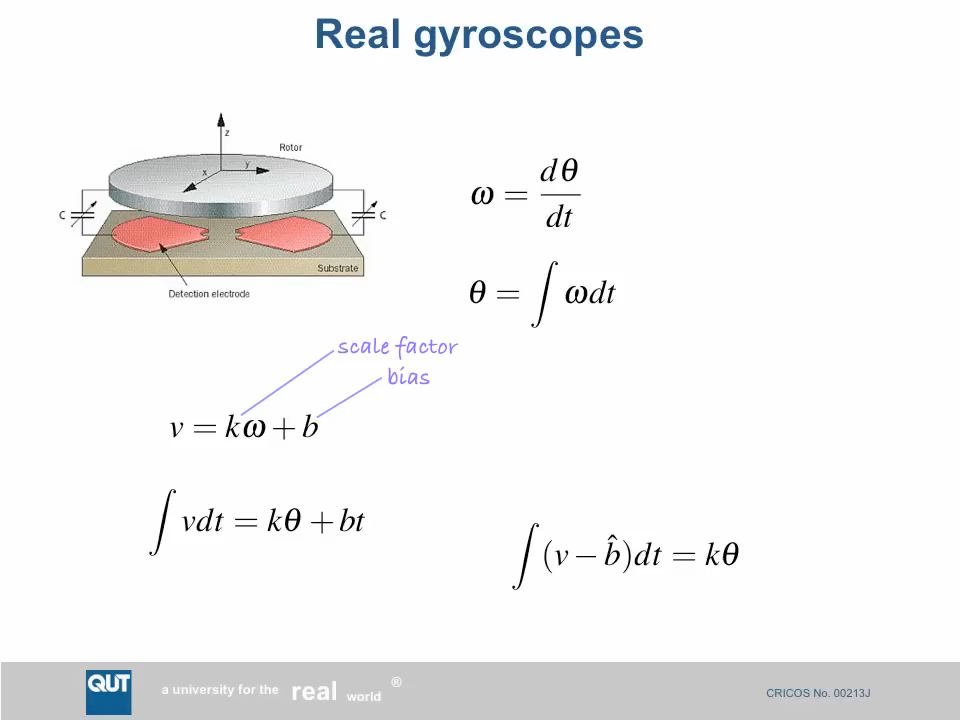 Real gyroscopes
z
Rotor
x
y
C
C
Substrate
Detection electrode
ω = dθ/dt
θ = ∫ ωdt
scale factor
bias
v = kω + b
∫ vdt = kθ + bt
∫ (v − b̂)dt = kθ
QUT
a university for the real world ®
CRICOS No. 00213J